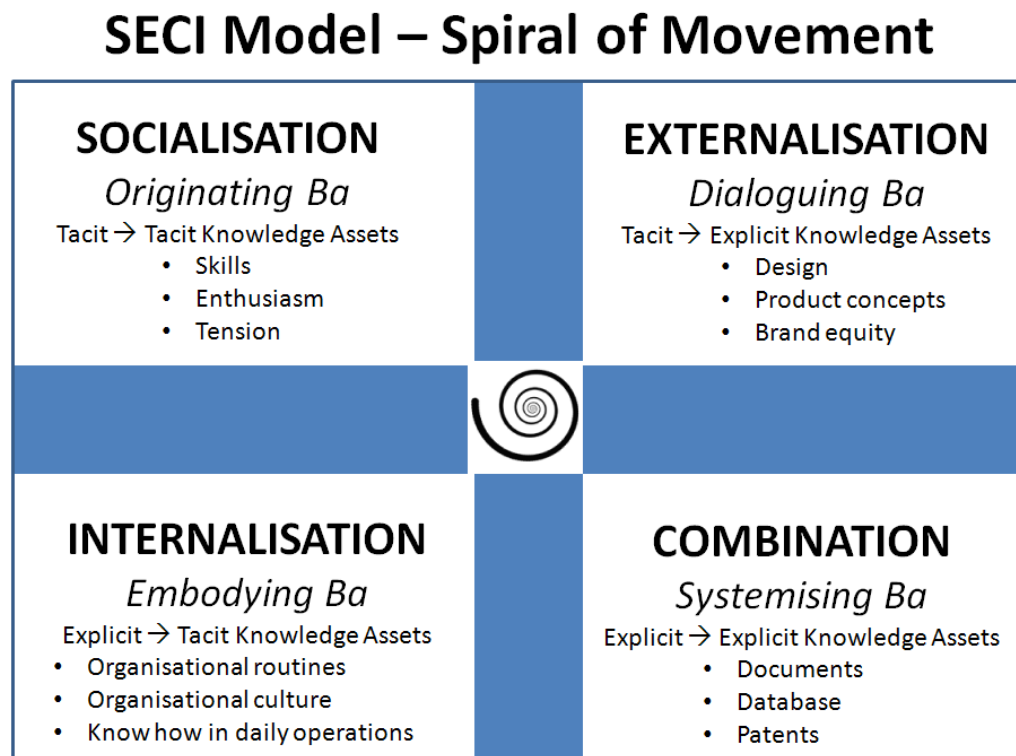 SECI Model – Spiral of Movement
SOCIALISATION
Originating Ba
Tacit → Tacit Knowledge Assets
• Skills
• Enthusiasm
• Tension
EXTERNALISATION
Dialoguing Ba
Tacit → Explicit Knowledge Assets
• Design
• Product concepts
• Brand equity
INTERNALISATION
Embodying Ba
Explicit → Tacit Knowledge Assets
• Organisational routines
• Organisational culture
• Know how in daily operations
COMBINATION
Systemising Ba
Explicit → Explicit Knowledge Assets
• Documents
• Database
• Patents